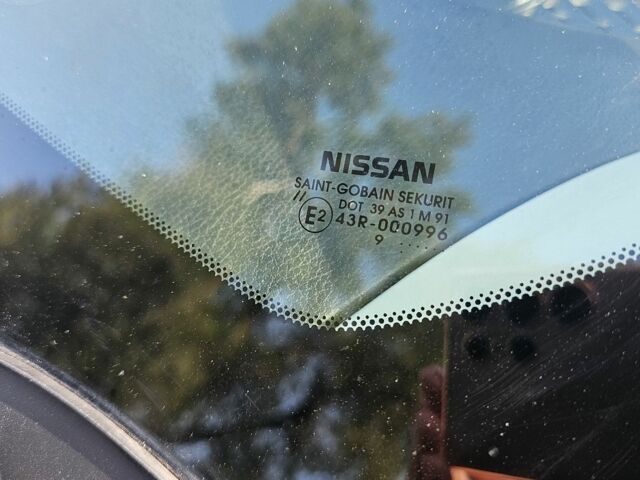 NISSAN
SAINT-GOBAIN SEKURIT
DOT 39 AS 1 M 91
// E2 43R-000996
9 .....